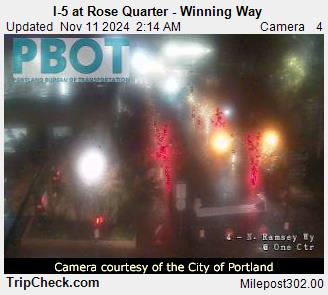 I-5 at Rose Quarter - Winning Way
Updated Nov 11 2024 2:14 AM Camera 4
PBOT
PORTLAND BUREAU OF TRANSPORTATION
4 - N. Ramsey Wy
@ One Ctr
Camera courtesy of the City of Portland
TripCheck.com Milepost302.00